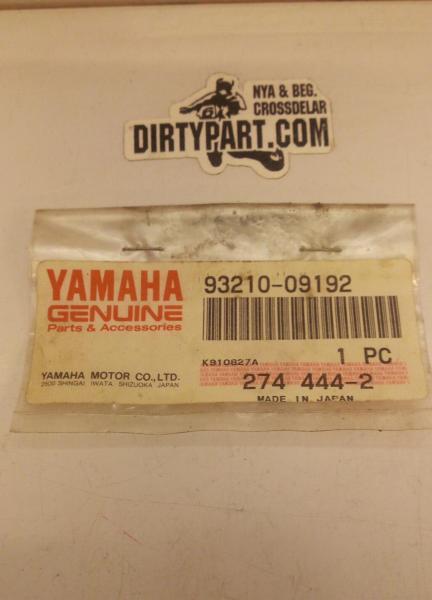 NYA & BEG.
CROSSDELAR
DIRTYPART.COM
YAMAHA
GENUINE
Parts & Accessories
YAMAHA MOTOR CO.,LTD.
2500 SHINGAI IWATA SHIZUOKA JAPAN
93210-09192
K910827A
1 PC
274 444-2
MADE IN JAPAN